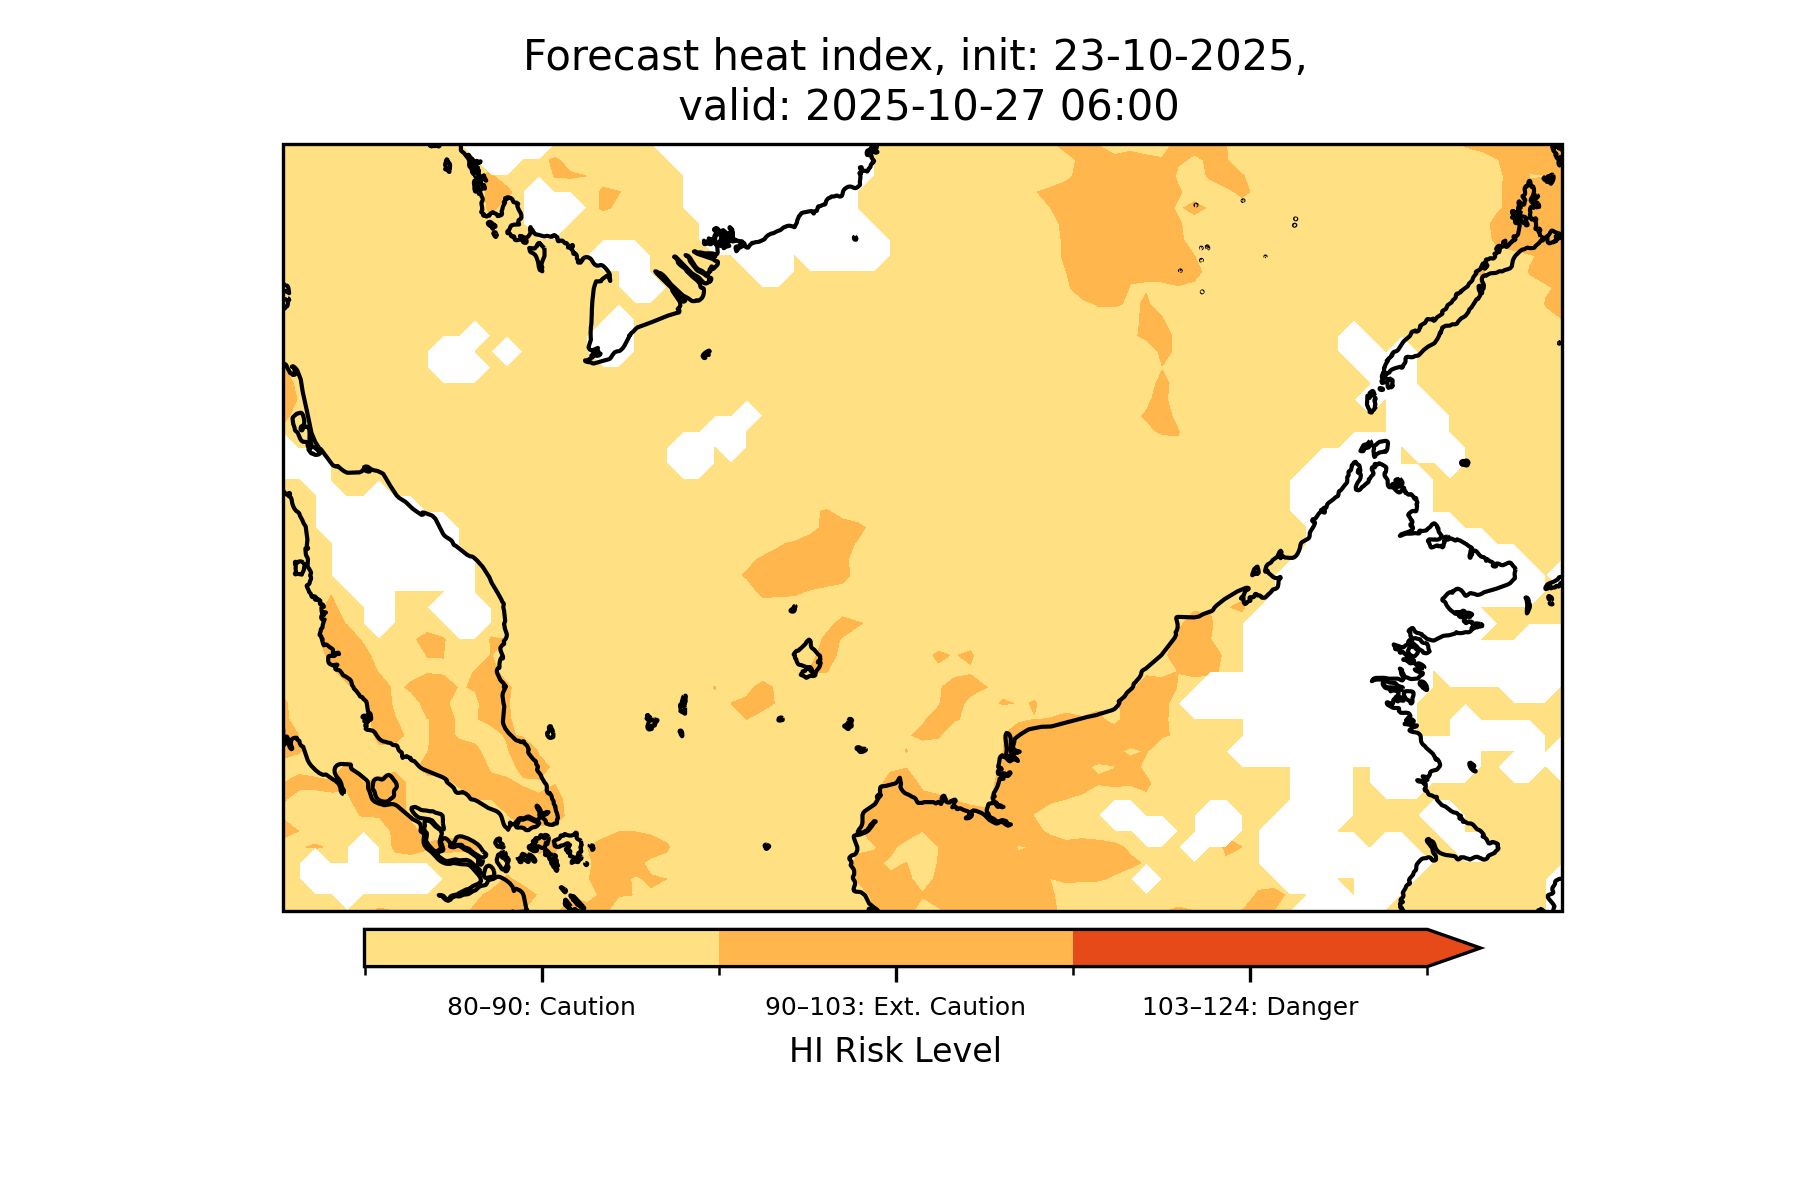 Forecast heat index, init: 23-10-2025,
valid: 2025-10-27 06:00
80–90: Caution
90–103: Ext. Caution
103–124: Danger
HI Risk Level